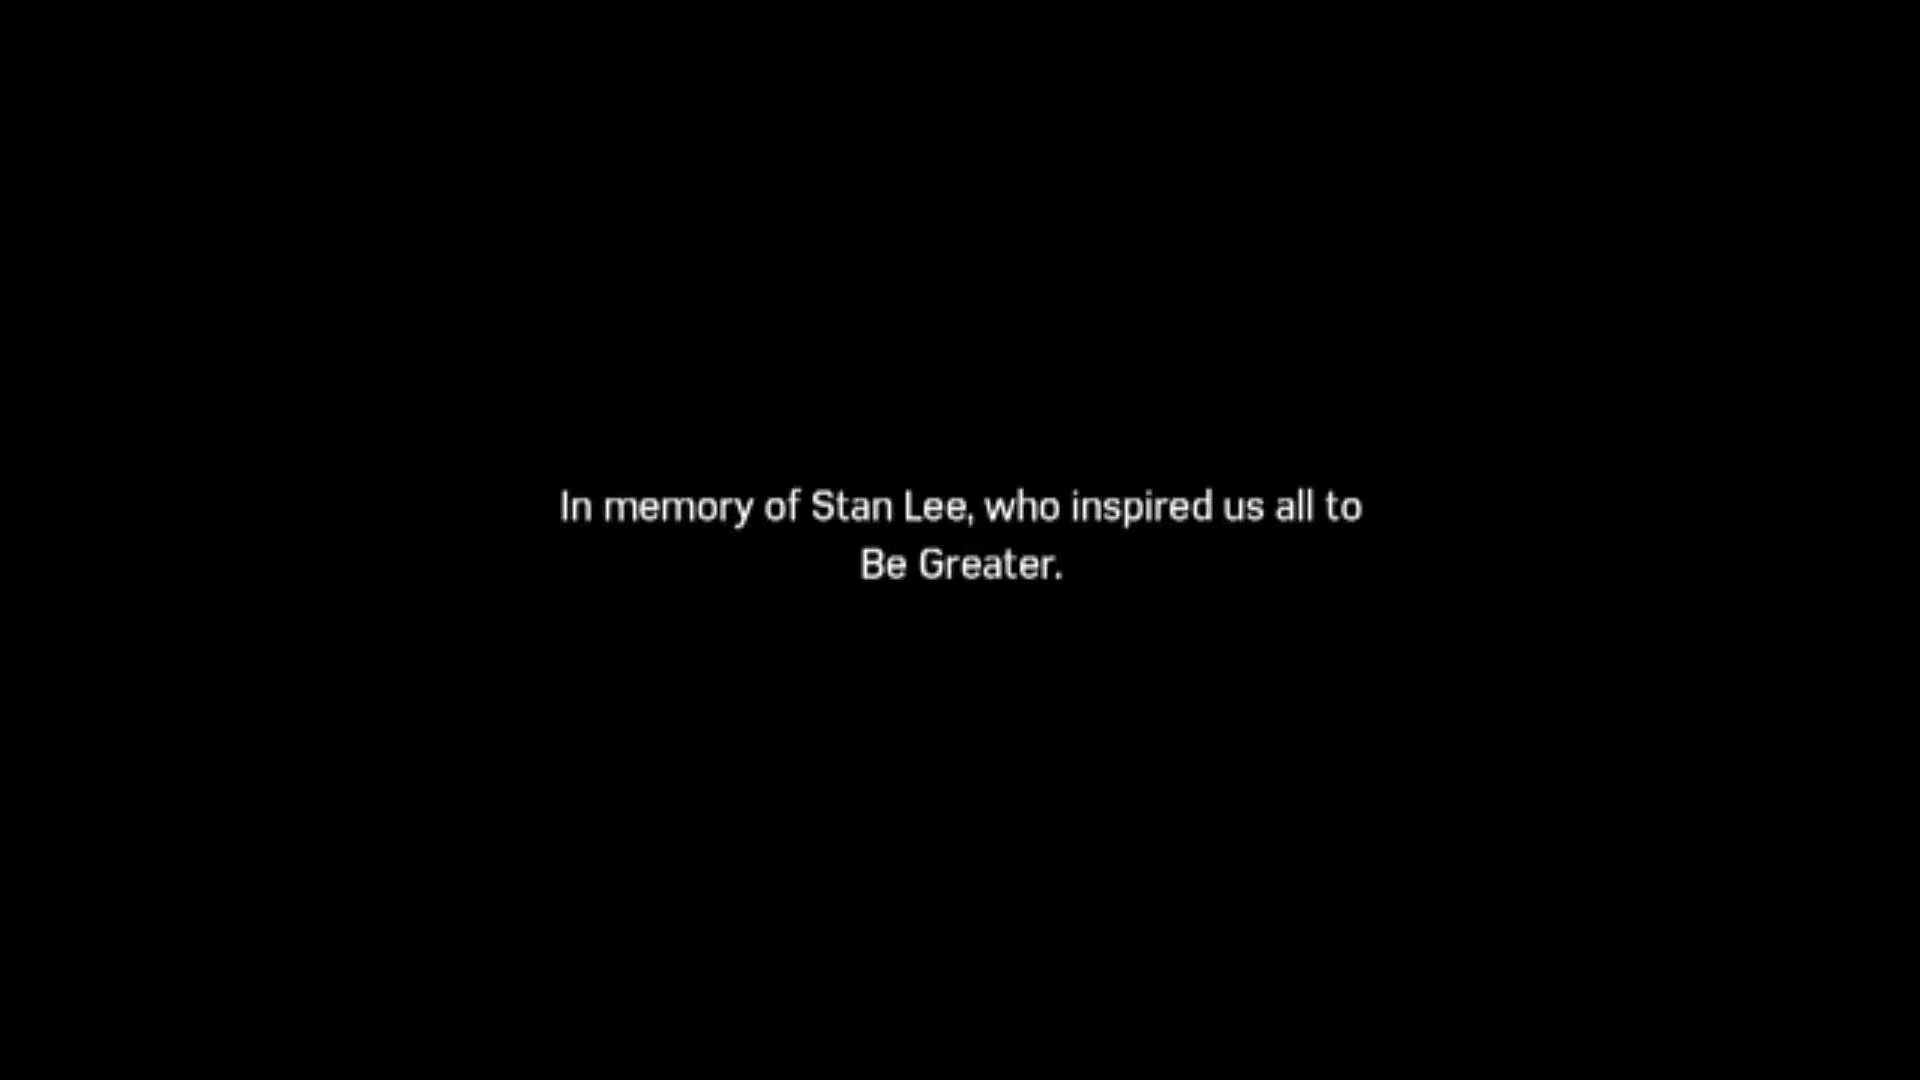 In memory of Stan Lee, who inspired us all to
Be Greater.